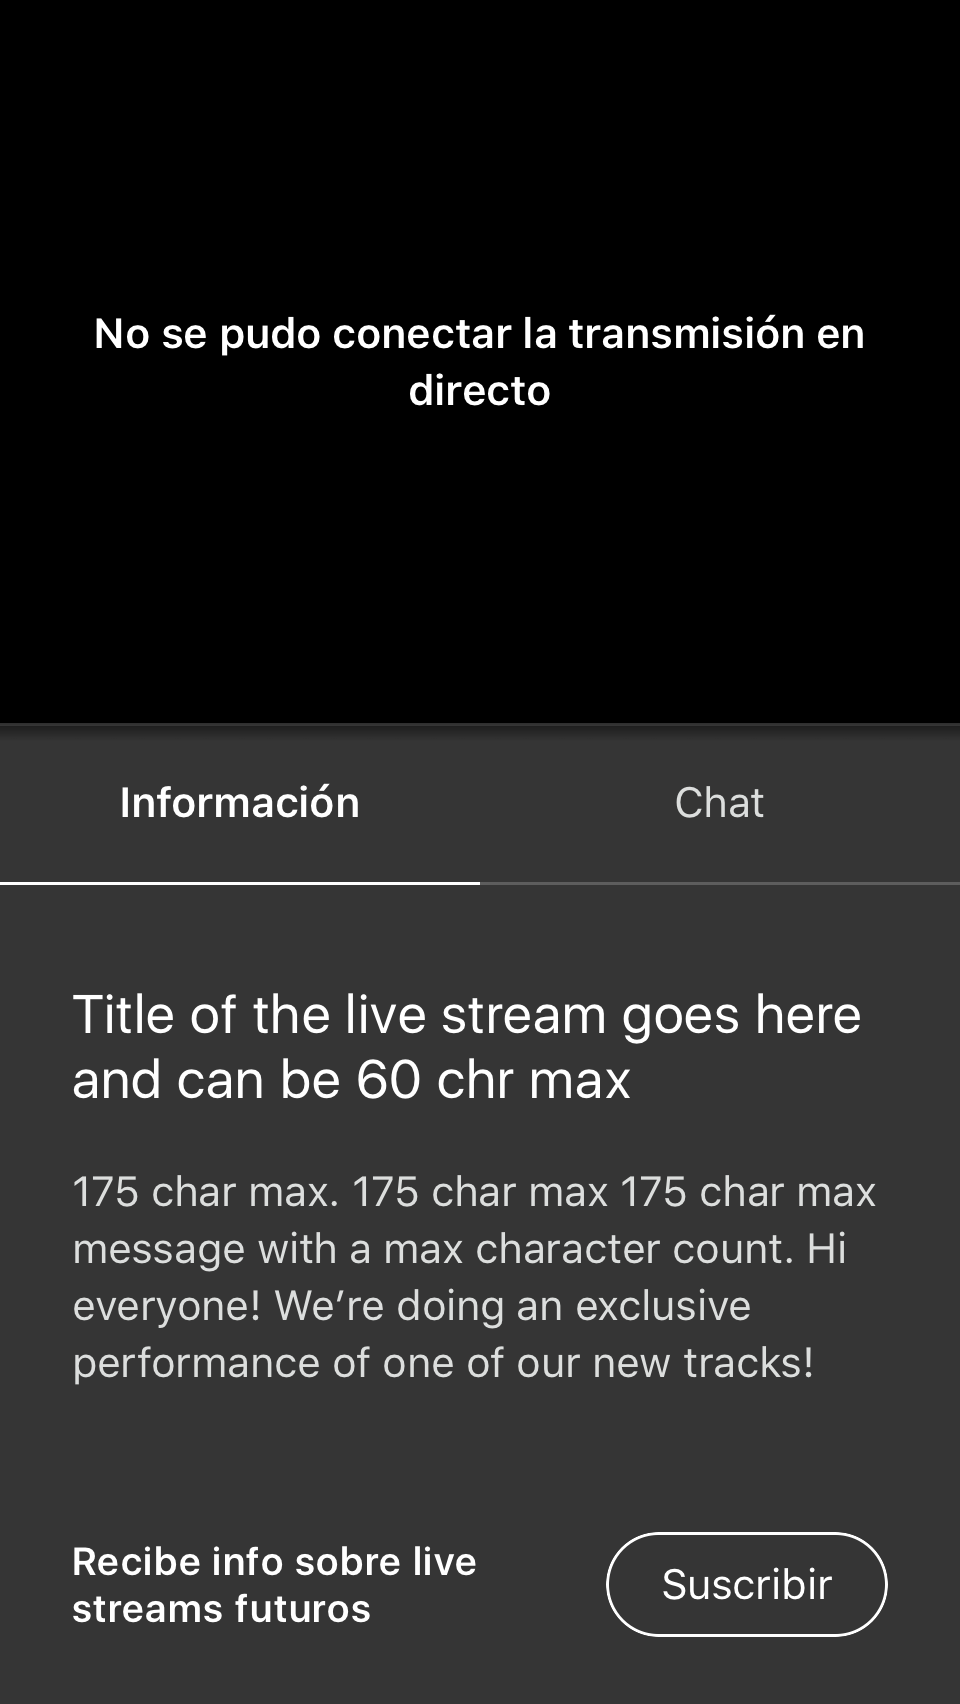 No se pudo conectar la transmisión en
directo
Información
Chat
Title of the live stream goes here
and can be 60 chr max
175 char max. 175 char max 175 char max
message with a max character count. Hi
everyone! We’re doing an exclusive
performance of one of our new tracks!
Recibe info sobre live
streams futuros
Suscribir